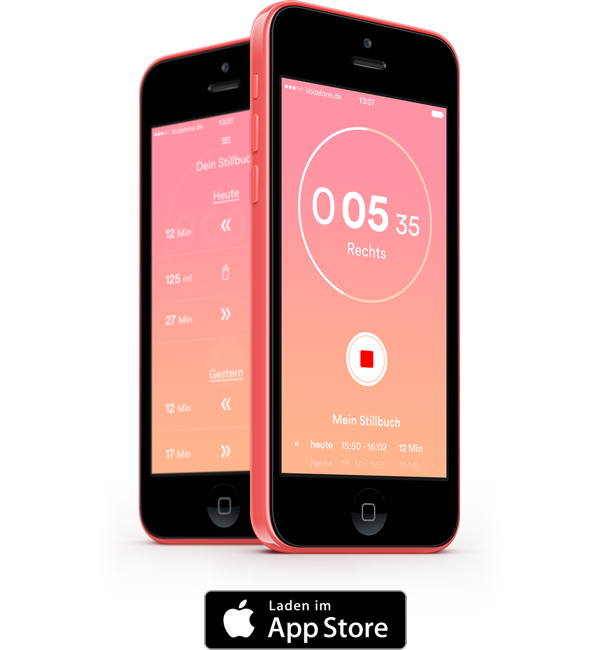 Vodafone.de 13:37
Dein Stillbuc
Heute
12 Min
125 ml
27 Min
Gestern
12 Min
17 Min
Vodafone.de 13:37
0 05 35
Rechts
Mein Stillbuch
« heute 15:50 - 16:02 12 Min
heute
Laden im
App Store